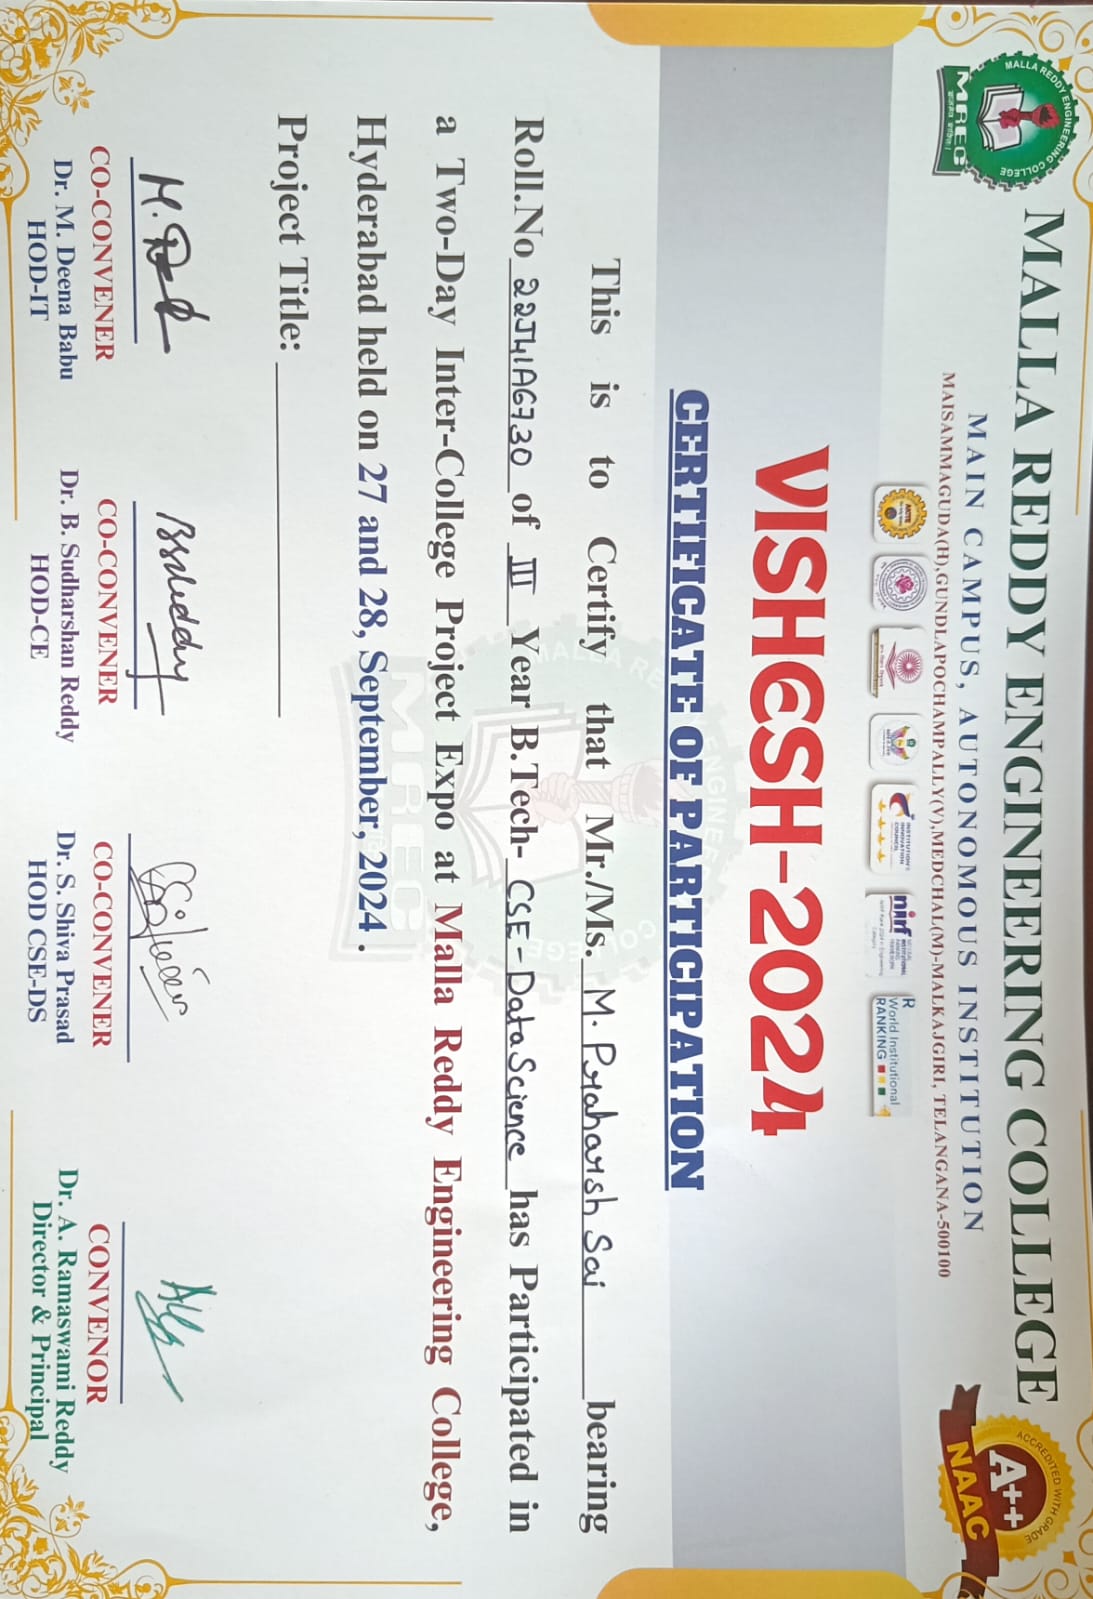 MALLA REDDY ENGINEERING COLLEGE
MREC
MALLA REDDY ENGINEERING COLLEGE
ACCREDITED WITH GRADE
A++
NAAC
MAIN CAMPUS, AUTONOMOUS INSTITUTION
MAISAMMAGUDA(H),GUNDLAPOCHAMPALLY(V),MEDCHAL(M)-MALKAJGIRI, TELANGANA-500100
AICTE
INSTITUTION'S
INNOVATION
COUNCIL
nirf
R
World Institutional
RANKING
VISHESH-2024
CERTIFICATE OF PARTICIPATION
This is to Certify that Mr./Ms. M. Praharsh Sai bearing
Roll.No 22J41A6730 of III Year B.Tech- CSE-DataScience has Participated in
a Two-Day Inter-College Project Expo at Malla Reddy Engineering College,
Hyderabad held on 27 and 28, September, 2024 .
Project Title:
MREC
CO-CONVENER
Dr. M. Deena Babu
HOD-IT
CO-CONVENER
Dr. B. Sudharshan Reddy
HOD-CE
CO-CONVENER
Dr. S. Shiva Prasad
HOD CSE-DS
CONVENOR
Dr. A. Ramaswami Reddy
Director & Principal